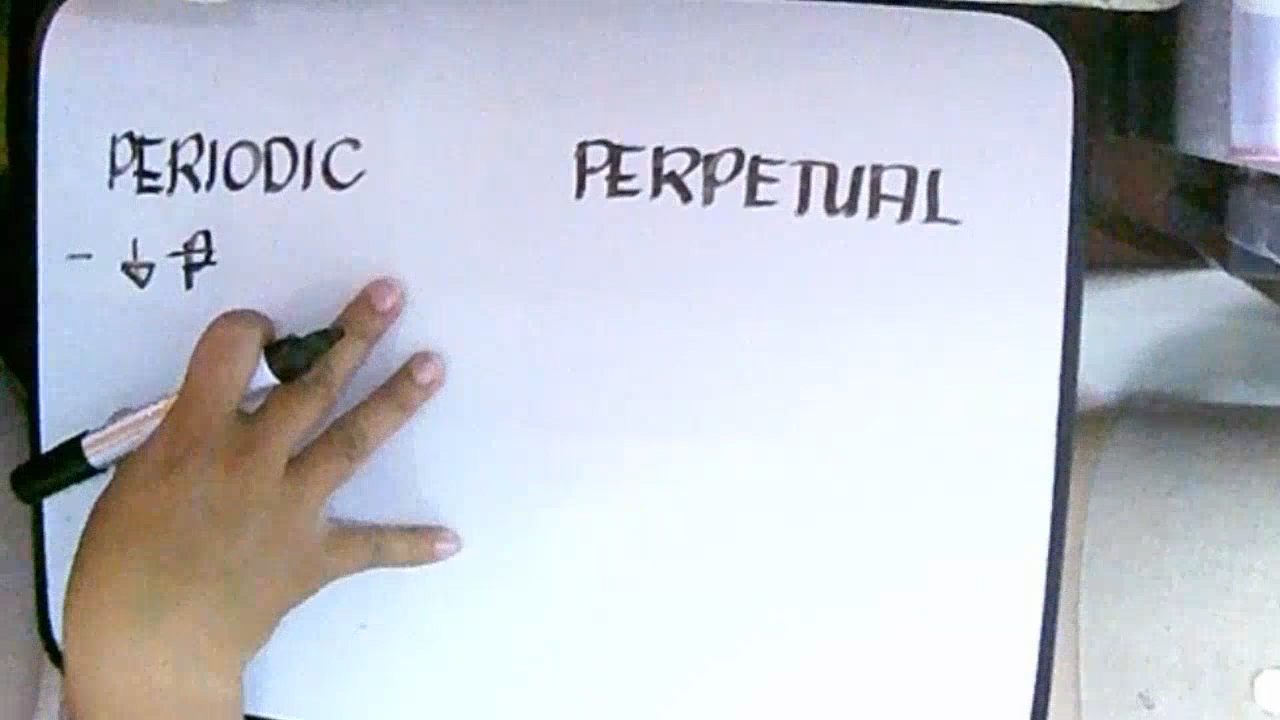 PERIODIC
PERPETUAL
- ↓ ₱